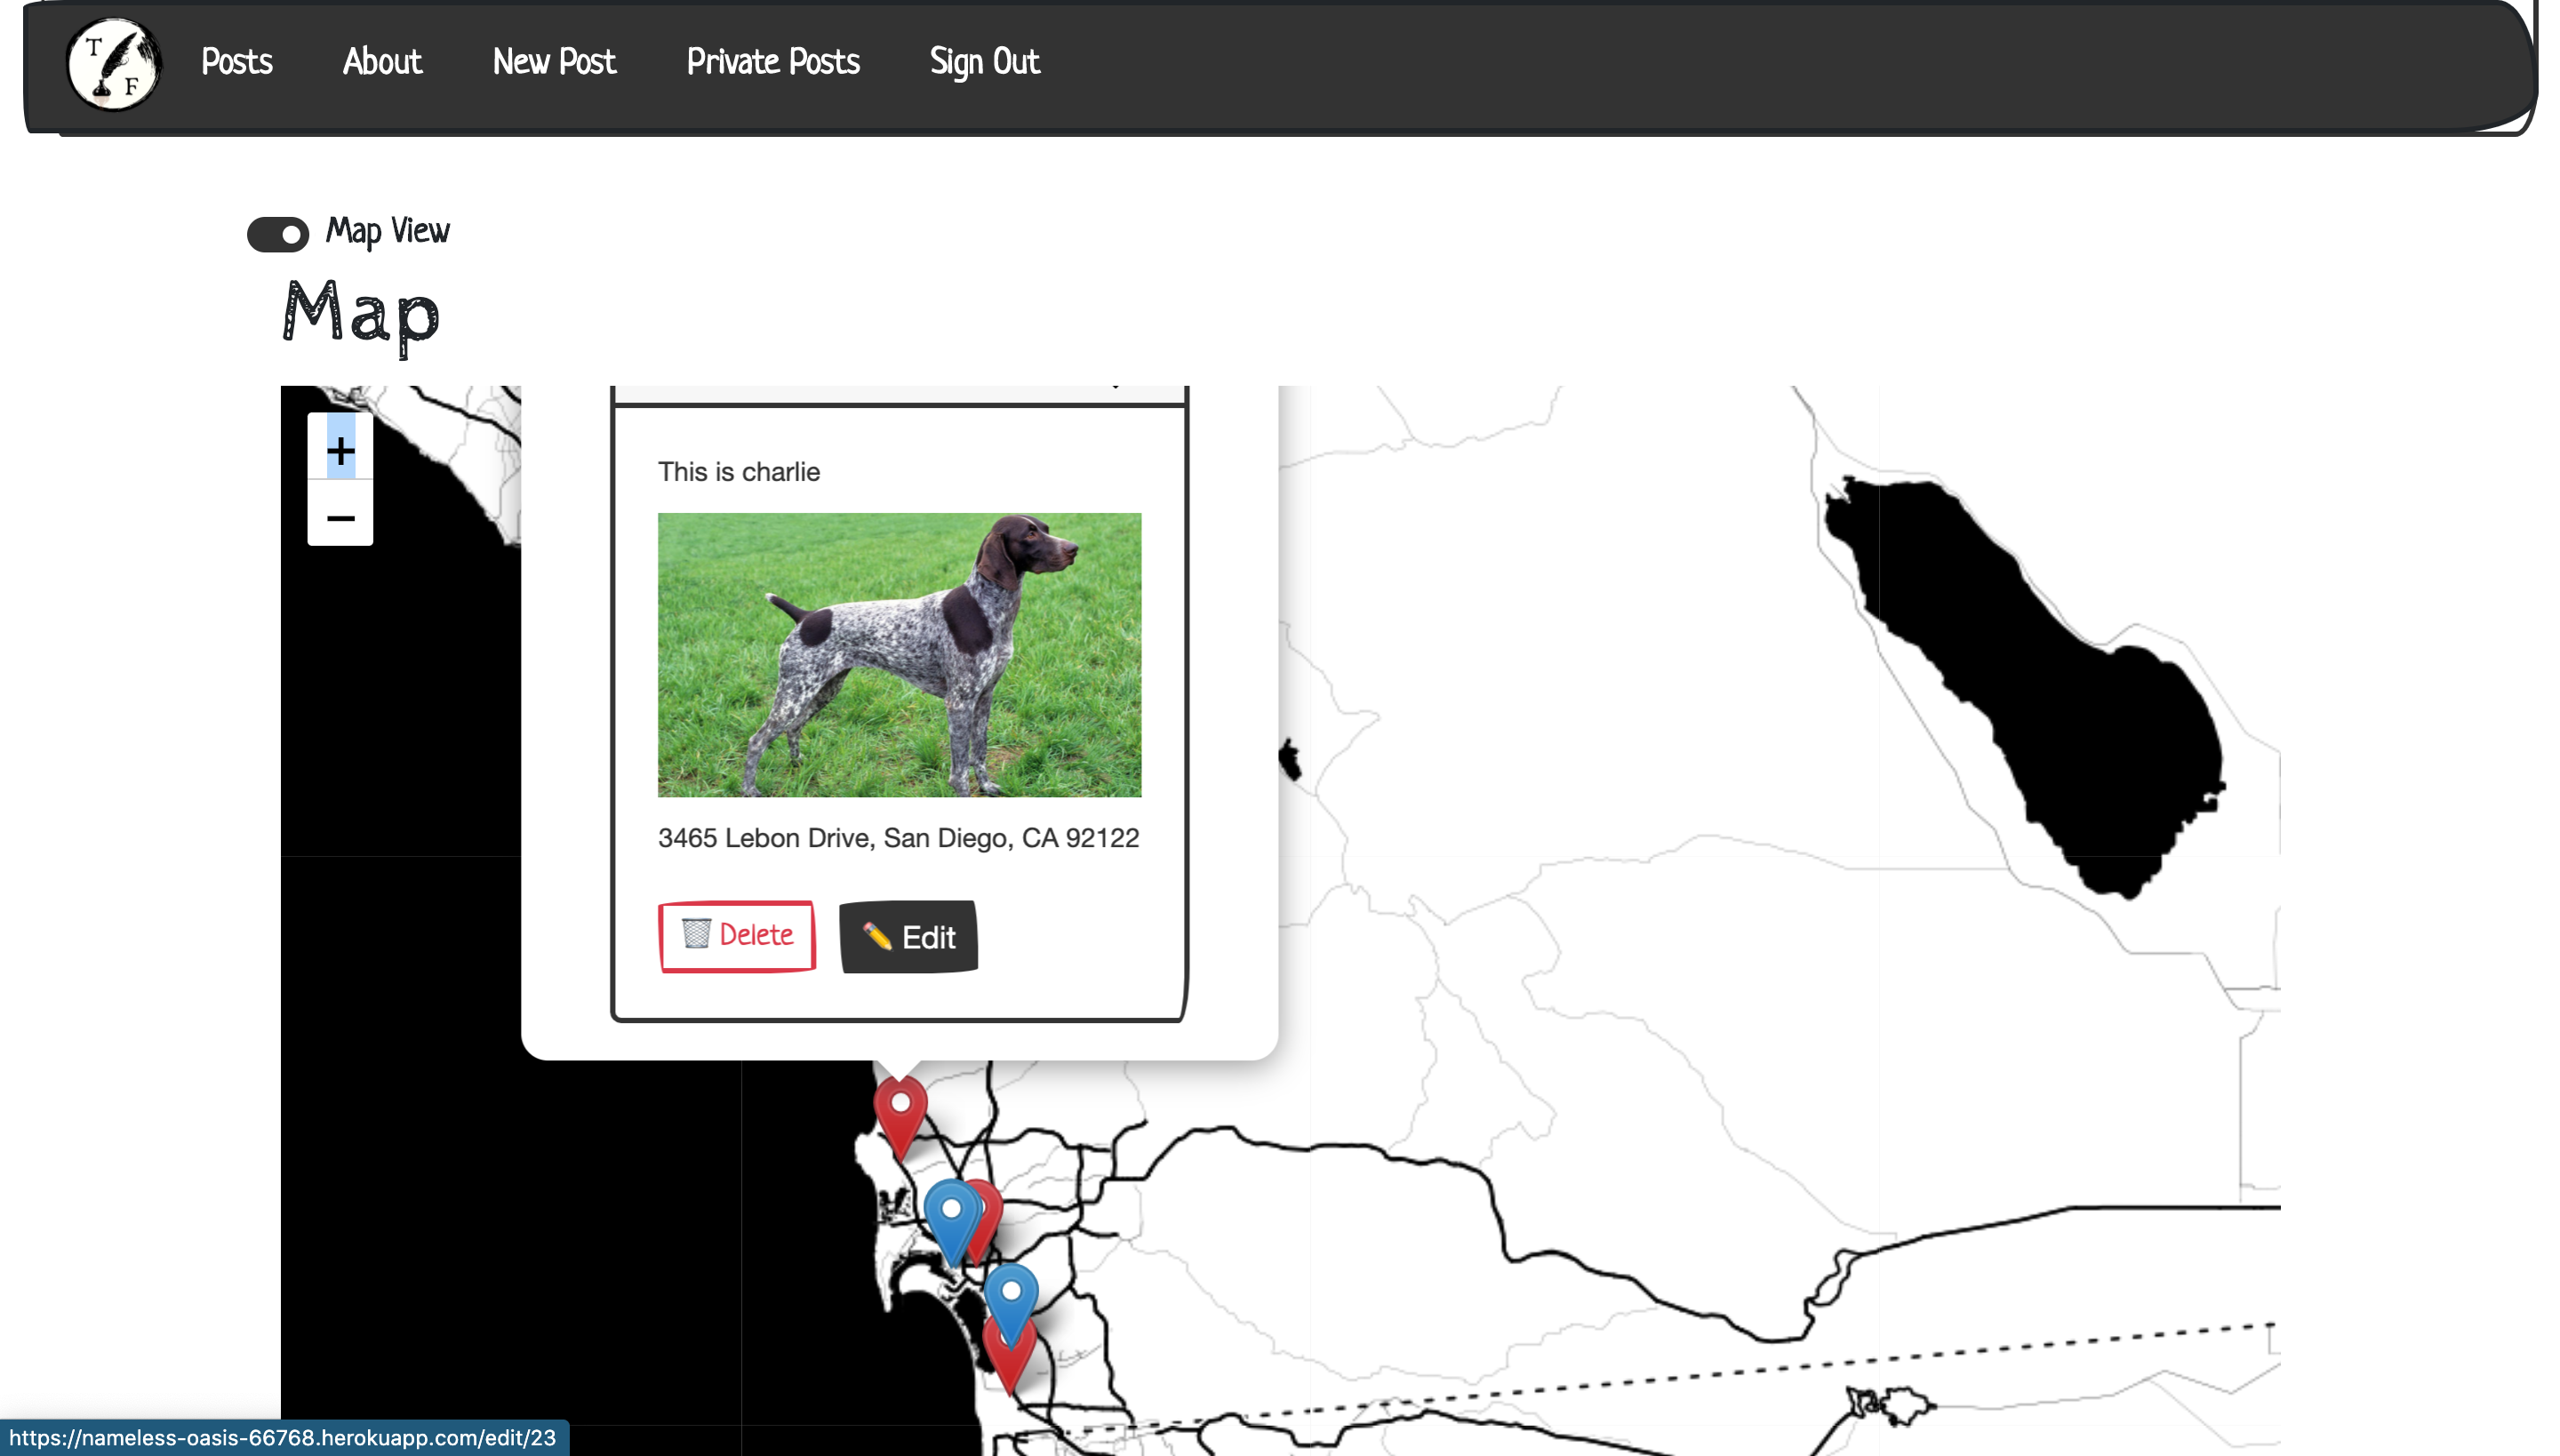 T
F
Posts About New Post Private Posts Sign Out
Map View
Map
+
−
This is charlie
3465 Lebon Drive, San Diego, CA 92122
🗑️ Delete ✏️ Edit
https://nameless-oasis-66768.herokuapp.com/edit/23